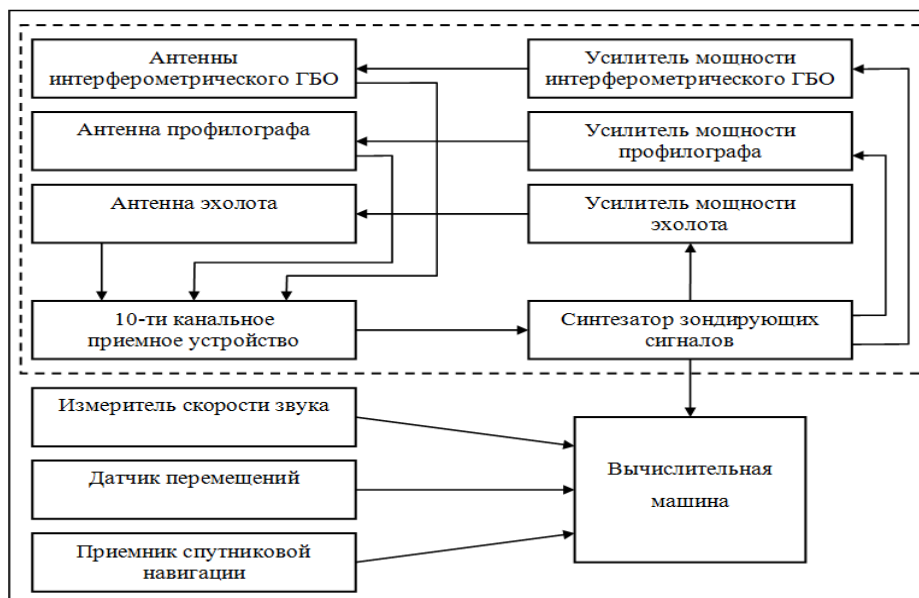 Антенны
интерферометрического ГБО
Усилитель мощности
интерферометрического ГБО
Антенна профилографа
Усилитель мощности
профилографа
Антенна эхолота
Усилитель мощности
эхолота
10-ти канальное
приемное устройство
Синтезатор зондирующих
сигналов
Измеритель скорости звука
Датчик перемещений
Приемник спутниковой
навигации
Вычислительная
машина